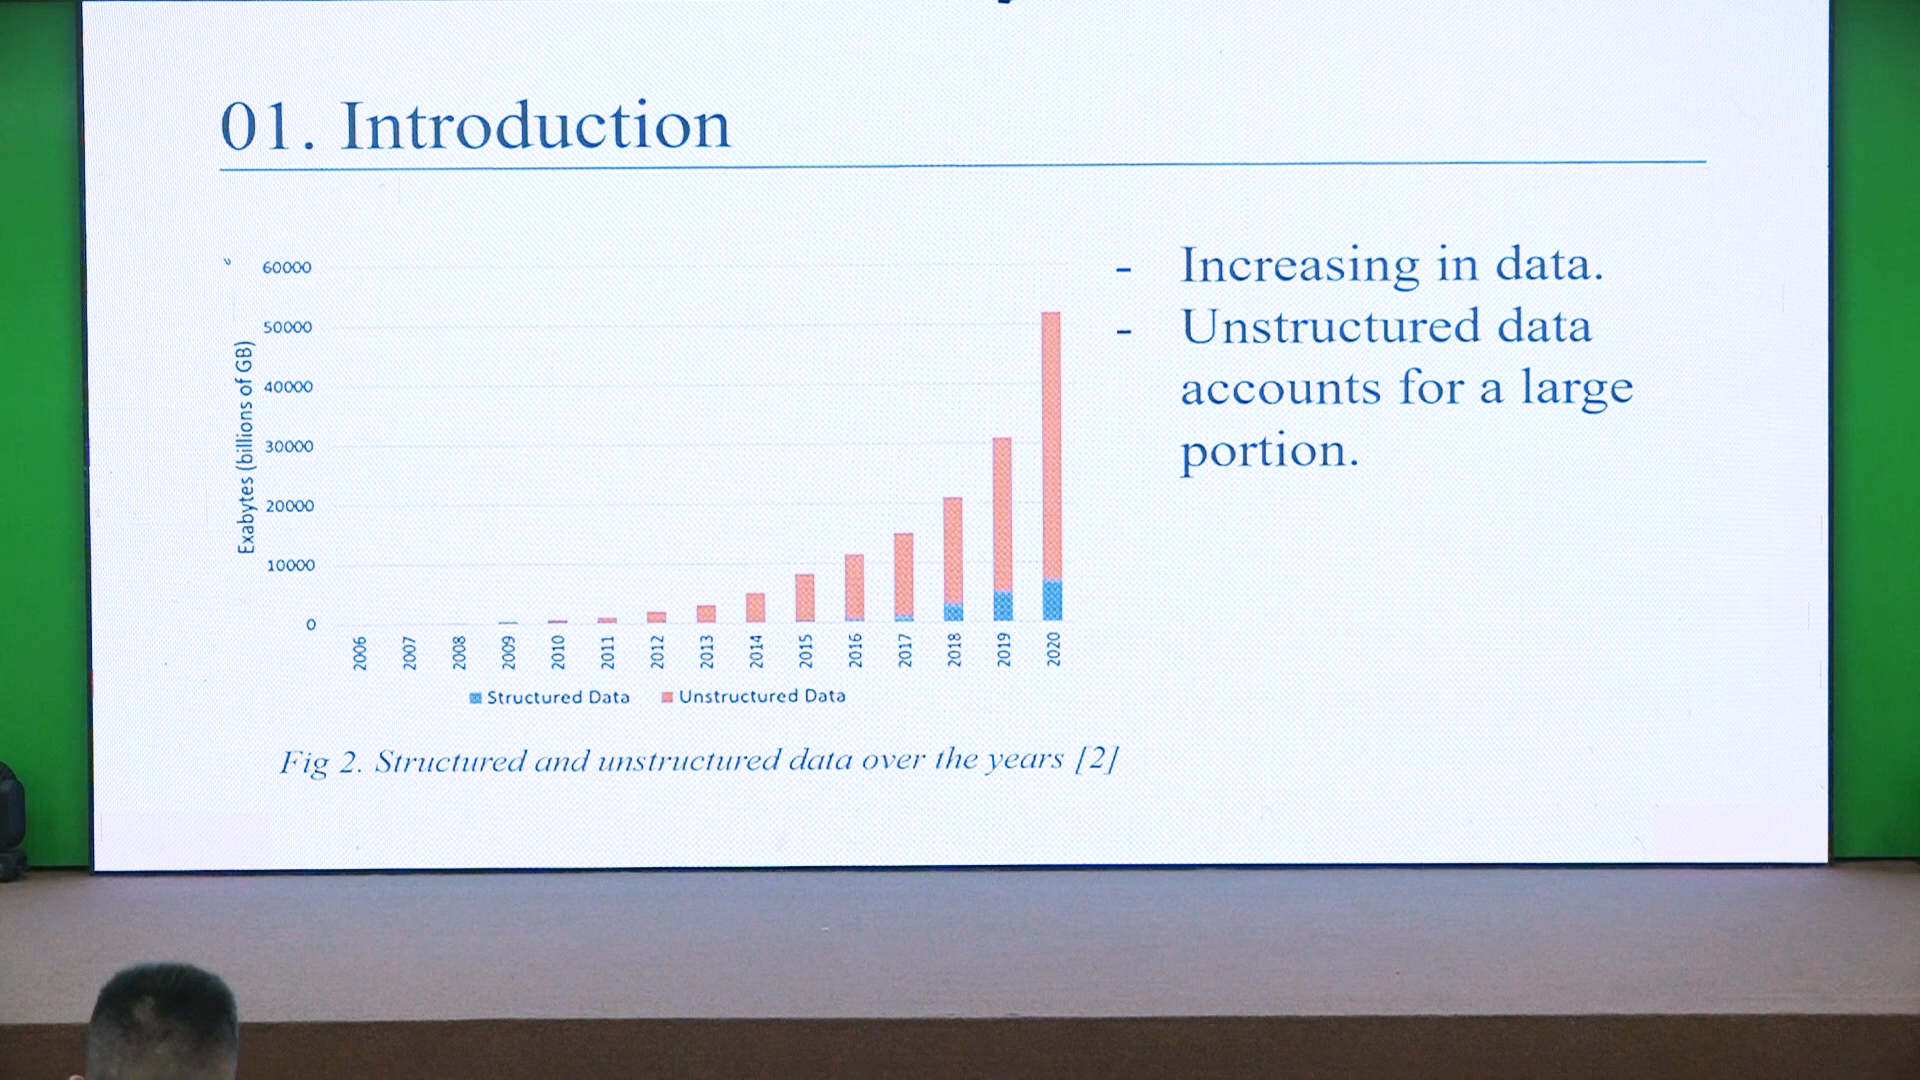 01. Introduction
- Increasing in data.
- Unstructured data
accounts for a large
portion.
Exabytes (billions of GB)
60000
50000
40000
30000
20000
10000
0
2006 2007 2008 2009 2010 2011 2012 2013 2014 2015 2016 2017 2018 2019 2020
Structured Data Unstructured Data
Fig 2. Structured and unstructured data over the years [2]